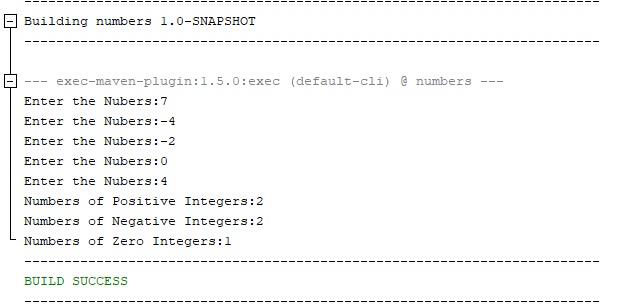 ------------------------------------------------------------------------
Building numbers 1.0-SNAPSHOT
------------------------------------------------------------------------
--- exec-maven-plugin:1.5.0:exec (default-cli) @ numbers ---
Enter the Nubers:7
Enter the Nubers:-4
Enter the Nubers:-2
Enter the Nubers:0
Enter the Nubers:4
Numbers of Positive Integers:2
Numbers of Negative Integers:2
Numbers of Zero Integers:1
------------------------------------------------------------------------
BUILD SUCCESS
------------------------------------------------------------------------